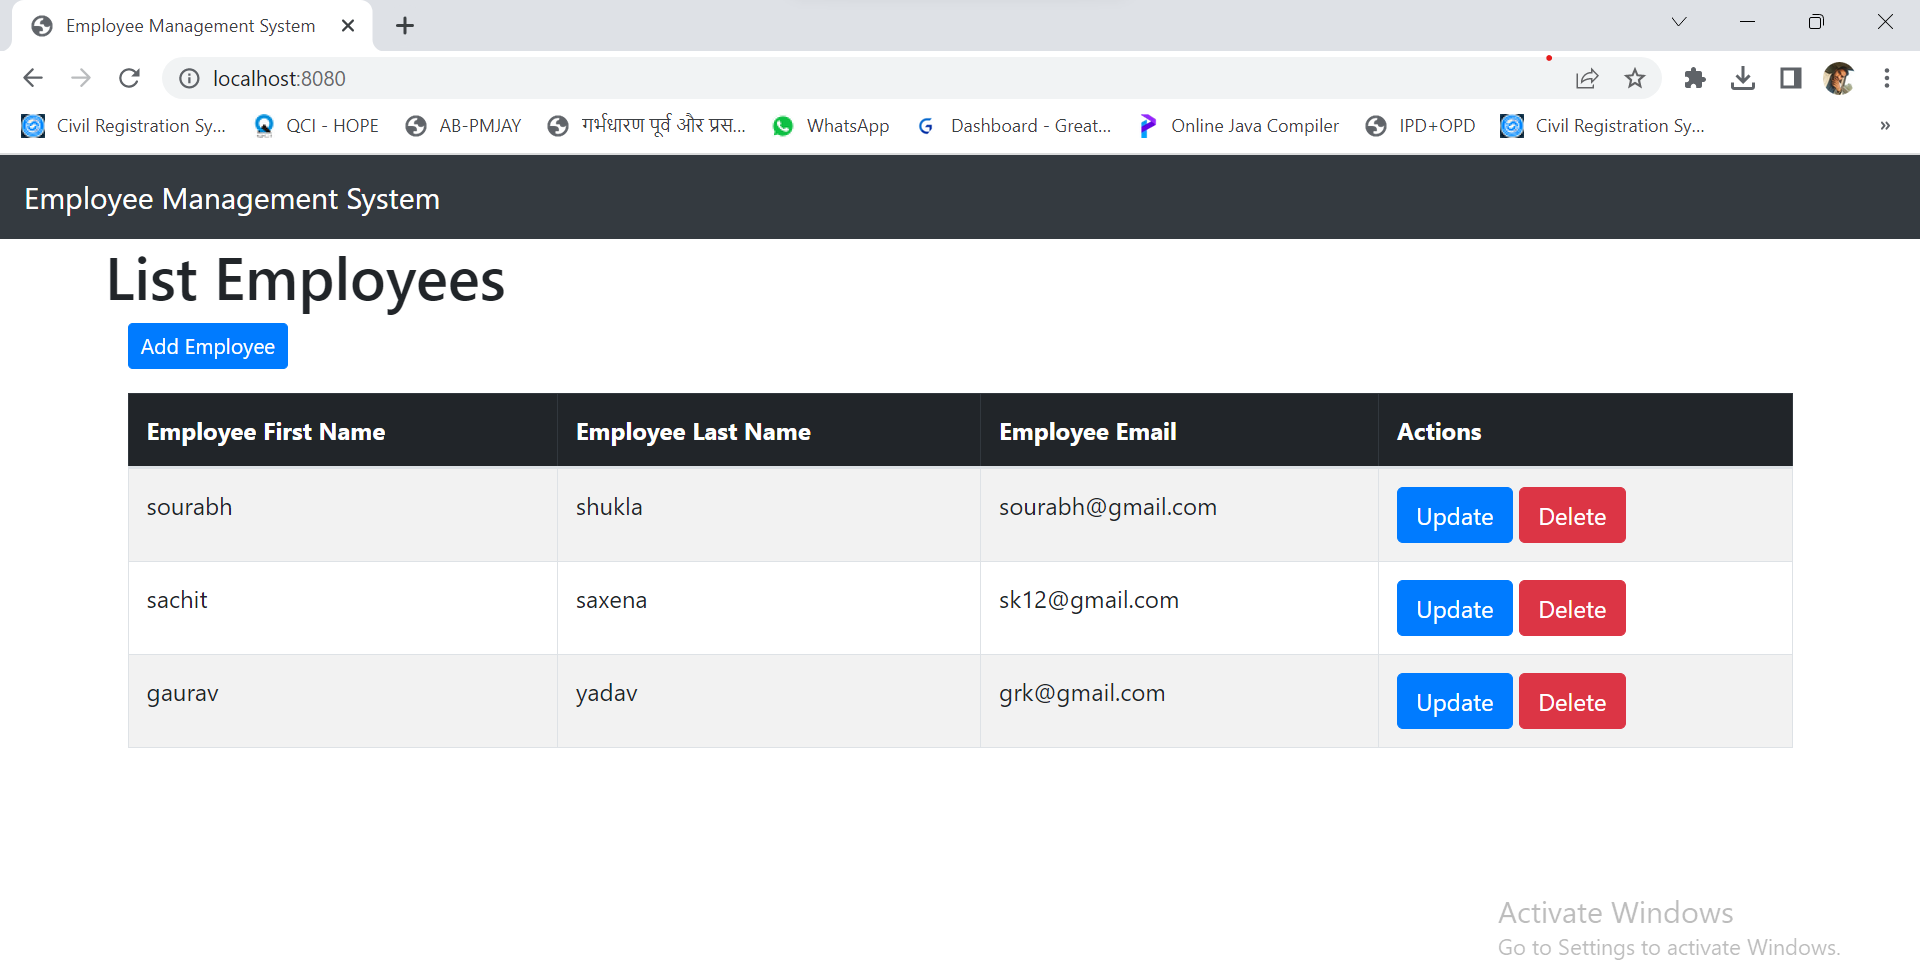 Employee Management System
localhost:8080
Civil Registration Sy... QCI - HOPE AB-PMJAY गर्भधारण पूर्व और प्रस... WhatsApp Dashboard - Great... Online Java Compiler IPD+OPD Civil Registration Sy... »
Employee Management System
List Employees
Add Employee
Employee First Name Employee Last Name Employee Email Actions
sourabh shukla sourabh@gmail.com Update Delete
sachit saxena sk12@gmail.com Update Delete
gaurav yadav grk@gmail.com Update Delete
Activate Windows
Go to Settings to activate Windows.